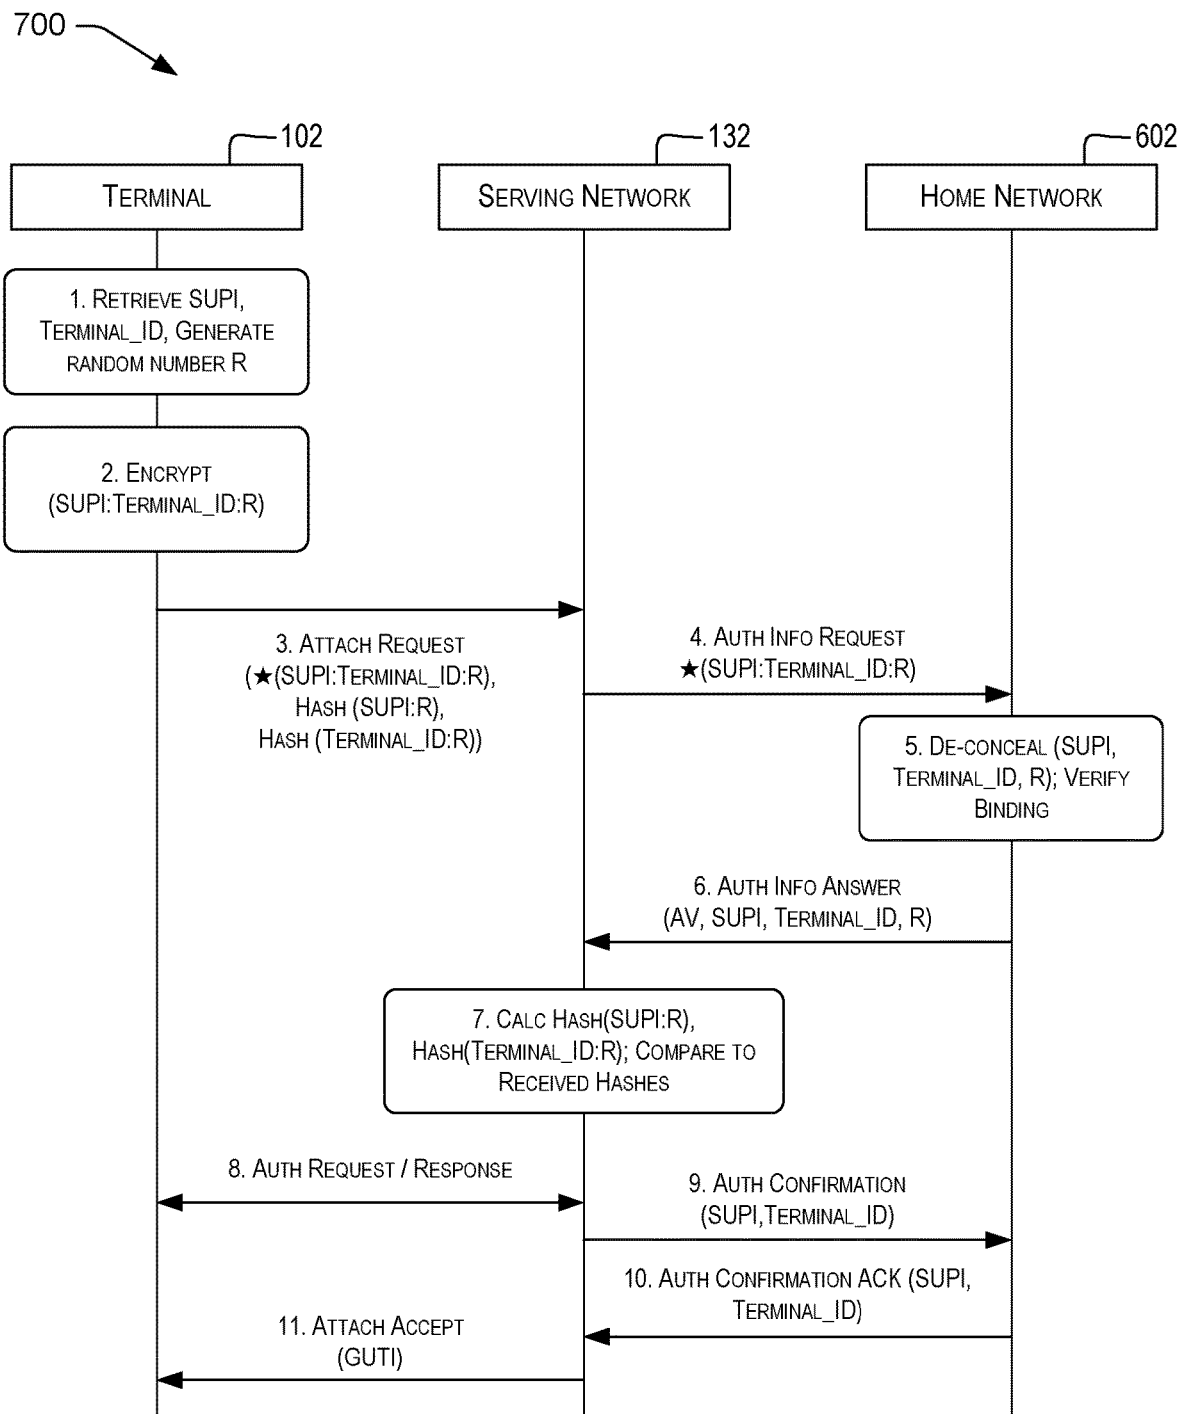 700
102
132
602
TERMINAL
SERVING NETWORK
HOME NETWORK
1. RETRIEVE SUPI,
TERMINAL_ID, GENERATE
RANDOM NUMBER R
2. ENCRYPT
(SUPI:TERMINAL_ID:R)
3. ATTACH REQUEST
(★(SUPI:TERMINAL_ID:R),
HASH (SUPI:R),
HASH (TERMINAL_ID:R))
4. AUTH INFO REQUEST
★(SUPI:TERMINAL_ID:R)
5. DE-CONCEAL (SUPI,
TERMINAL_ID, R); VERIFY
BINDING
6. AUTH INFO ANSWER
(AV, SUPI, TERMINAL_ID, R)
7. CALC HASH(SUPI:R),
HASH(TERMINAL_ID:R); COMPARE TO
RECEIVED HASHES
8. AUTH REQUEST / RESPONSE
9. AUTH CONFIRMATION
(SUPI,TERMINAL_ID)
10. AUTH CONFIRMATION ACK (SUPI,
TERMINAL_ID)
11. ATTACH ACCEPT
(GUTI)